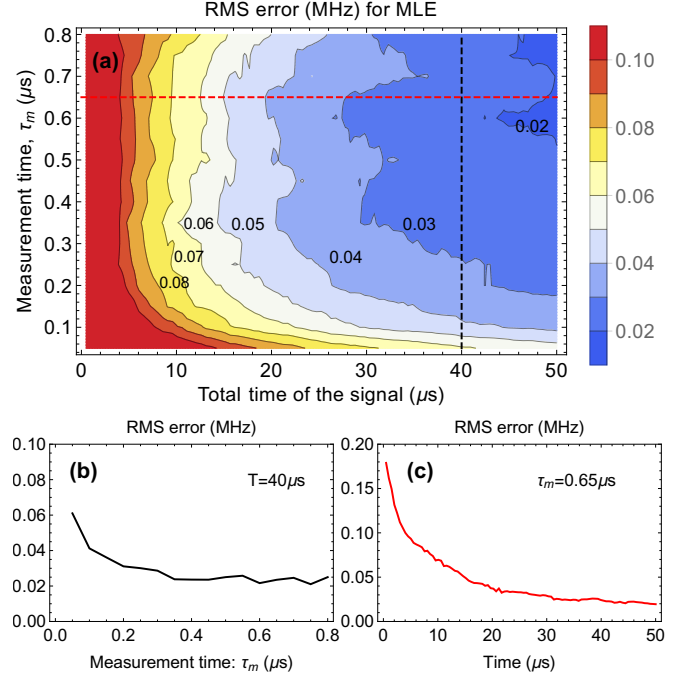 RMS error (MHz) for MLE
(a)
Measurement time, τm (μs)
0.8
0.7
0.6
0.5
0.4
0.3
0.2
0.1
0.02
0.06
0.05
0.03
0.07
0.04
0.08
0 10 20 30 40 50
Total time of the signal (μs)
0.10
0.08
0.06
0.04
0.02
RMS error (MHz)
(b)
T=40μs
0.10
0.08
0.06
0.04
0.02
0.00
0.0 0.2 0.4 0.6 0.8
Measurement time: τm (μs)
RMS error (MHz)
(c)
τm=0.65μs
0.20
0.15
0.10
0.05
0.00
0 10 20 30 40 50
Time (μs)